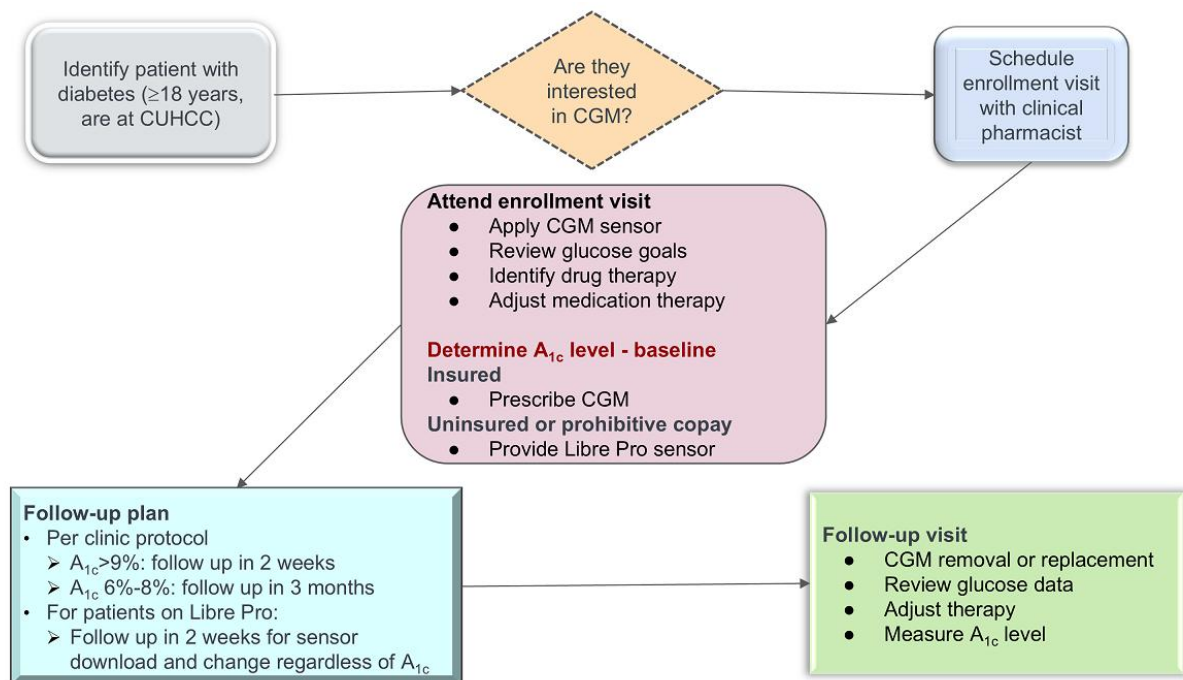 Identify patient with
diabetes (≥18 years,
are at CUHCC)
Are they
interested
in CGM?
Schedule
enrollment visit
with clinical
pharmacist
Attend enrollment visit
● Apply CGM sensor
● Review glucose goals
● Identify drug therapy
● Adjust medication therapy
Determine A1c level - baseline
Insured
● Prescribe CGM
Uninsured or prohibitive copay
● Provide Libre Pro sensor
Follow-up plan
• Per clinic protocol
➢ A1c>9%: follow up in 2 weeks
➢ A1c 6%-8%: follow up in 3 months
• For patients on Libre Pro:
➢ Follow up in 2 weeks for sensor
download and change regardless of A1c
Follow-up visit
● CGM removal or replacement
● Review glucose data
● Adjust therapy
● Measure A1c level